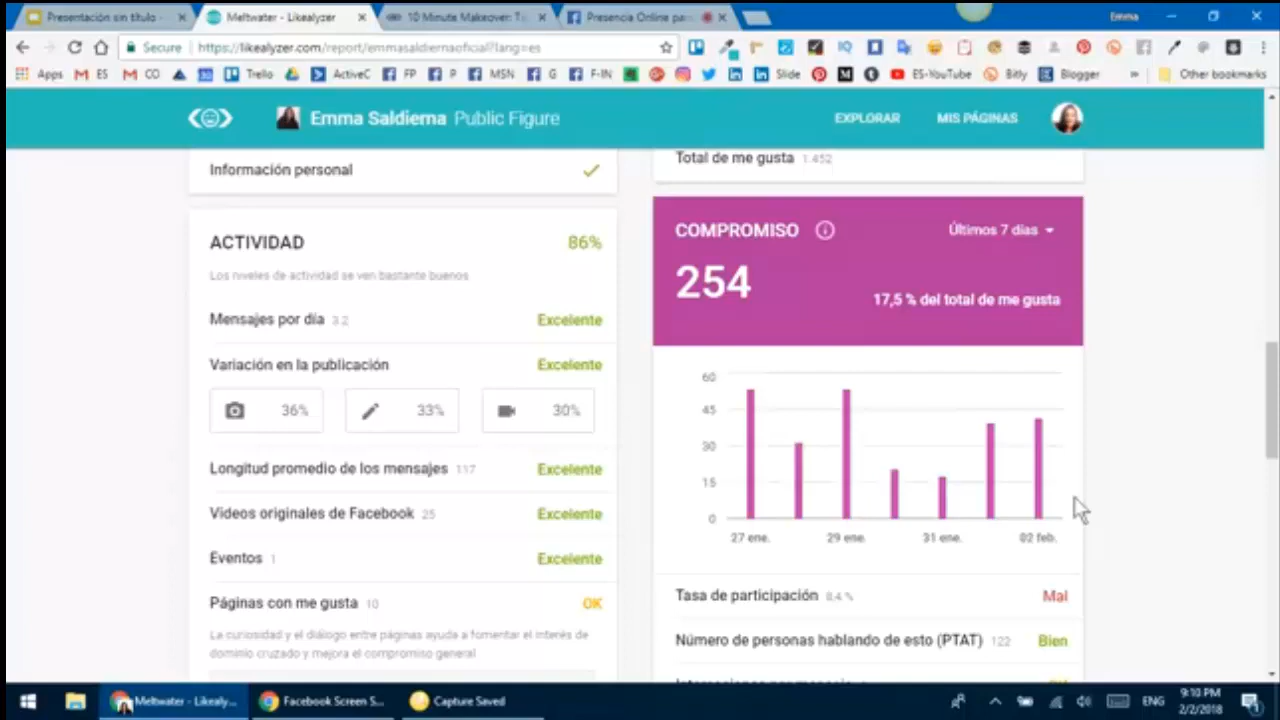 Presentación sin título -
Meltwater - Likealyzer
10 Minute Makeover: Tu
Presencia Online par
Emma
Secure https://likealyzer.com/report/emmasaldiernaoficial?lang=es
Apps ES CO Trello ActiveC FP MSN G F-IN Slide ES-YouTube Bitly Blogger » Other bookmarks
Emma Saldierna Public Figure EXPLORAR MIS PÁGINAS
Información personal
Total de me gusta 1.452
ACTIVIDAD 86%
Los niveles de actividad se ven bastante buenos
Mensajes por día 3.2 Excelente
Variación en la publicación Excelente
36% 33% 30%
Longitud promedio de los mensajes 117 Excelente
Videos originales de Facebook 25 Excelente
Eventos 1 Excelente
Páginas con me gusta 10 OK
La curiosidad y el diálogo entre páginas ayuda a fomentar el interés de
dominio cruzado y mejora el compromiso general
COMPROMISO Últimos 7 días
254
17,5 % del total de me gusta
60
45
30
15
0
27 ene. 29 ene. 31 ene. 02 feb.
Tasa de participación 8,4 % Mal
Número de personas hablando de esto (PTAT) 122 Bien
Meltwater - Likealy...
Facebook Screen S...
Capture Saved
ENG
9:10 PM
2/2/2018